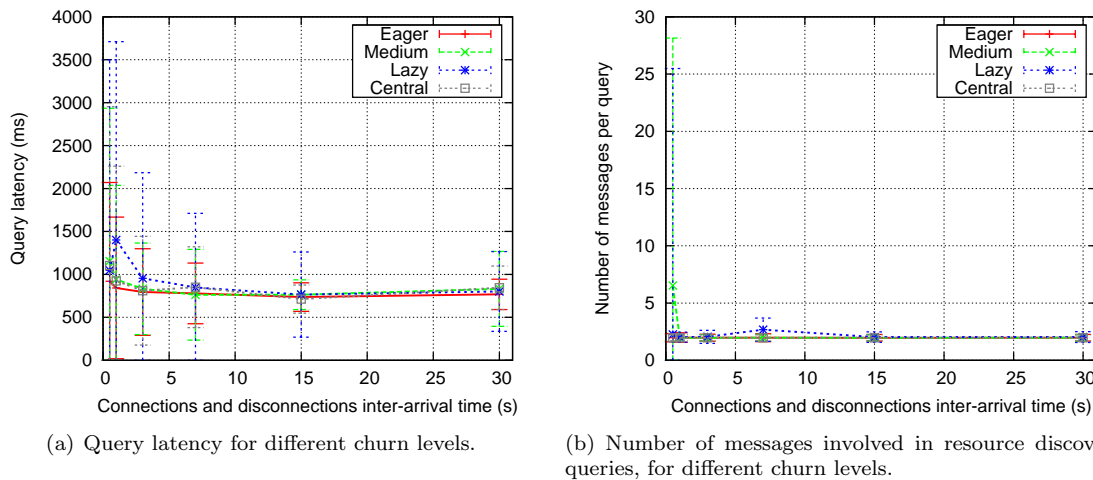 4000
3500
3000
2500
2000
1500
1000
500
0
Query latency (ms)
Eager
Medium
Lazy
Central
0 5 10 15 20 25 30
Connections and disconnections inter-arrival time (s)
(a) Query latency for different churn levels.
30
25
20
15
10
5
0
Number of messages per query
Eager
Medium
Lazy
Central
0 5 10 15 20 25 30
Connections and disconnections inter-arrival time (s)
(b) Number of messages involved in resource discov
queries, for different churn levels.